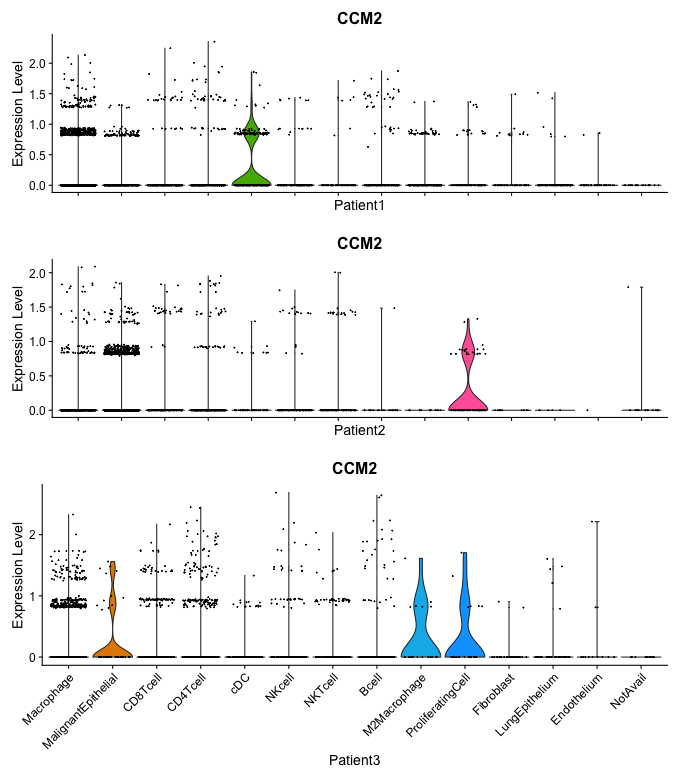 CCM2
Expression Level
2.0
1.5
1.0
0.5
0.0
Patient1
CCM2
Expression Level
2.0
1.5
1.0
0.5
0.0
Patient2
CCM2
Expression Level
2
1
0
Macrophage
MalignantEpithelial
CD8Tcell
CD4Tcell
cDC
NKcell
NKTcell
Bcell
M2Macrophage
ProliferatingCell
Fibroblast
LungEpithelium
Endothelium
NotAvail
Patient3